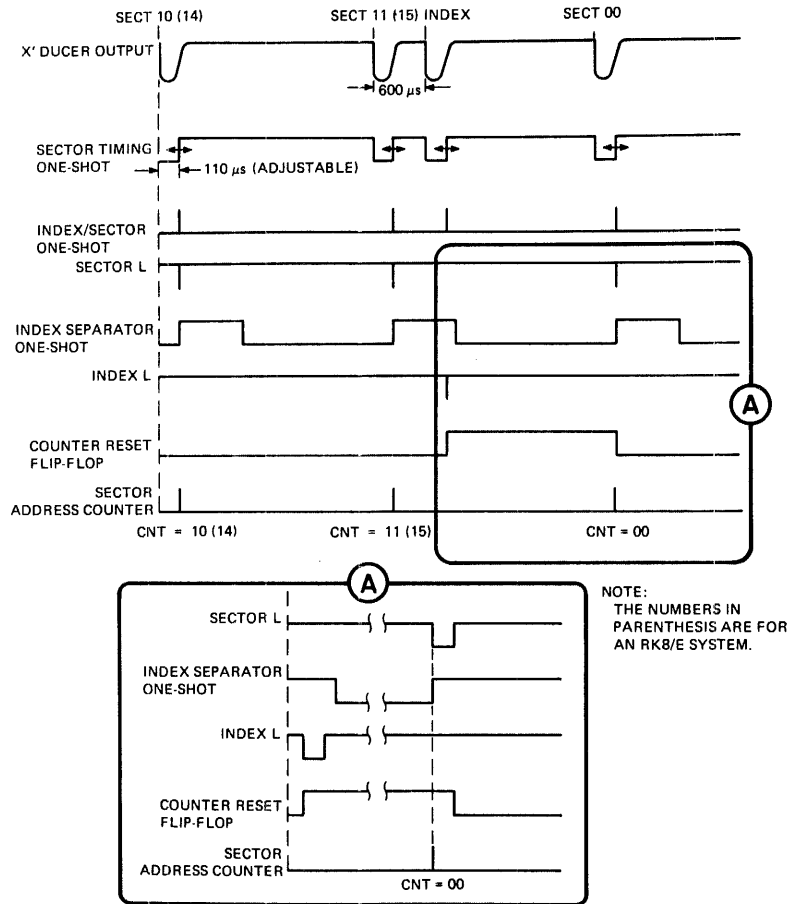 SECT 10 (14)
SECT 11 (15) INDEX
SECT 00
X' DUCER OUTPUT
600 μs
SECTOR TIMING
ONE-SHOT
110 μs (ADJUSTABLE)
INDEX/SECTOR
ONE-SHOT
SECTOR L
INDEX SEPARATOR
ONE-SHOT
INDEX L
A
COUNTER RESET
FLIP-FLOP
SECTOR
ADDRESS COUNTER
CNT = 10 (14)
CNT = 11 (15)
CNT = 00
A
SECTOR L
INDEX SEPARATOR
ONE-SHOT
INDEX L
COUNTER RESET
FLIP-FLOP
SECTOR
ADDRESS COUNTER
CNT = 00
NOTE:
THE NUMBERS IN
PARENTHESIS ARE FOR
AN RK8/E SYSTEM.